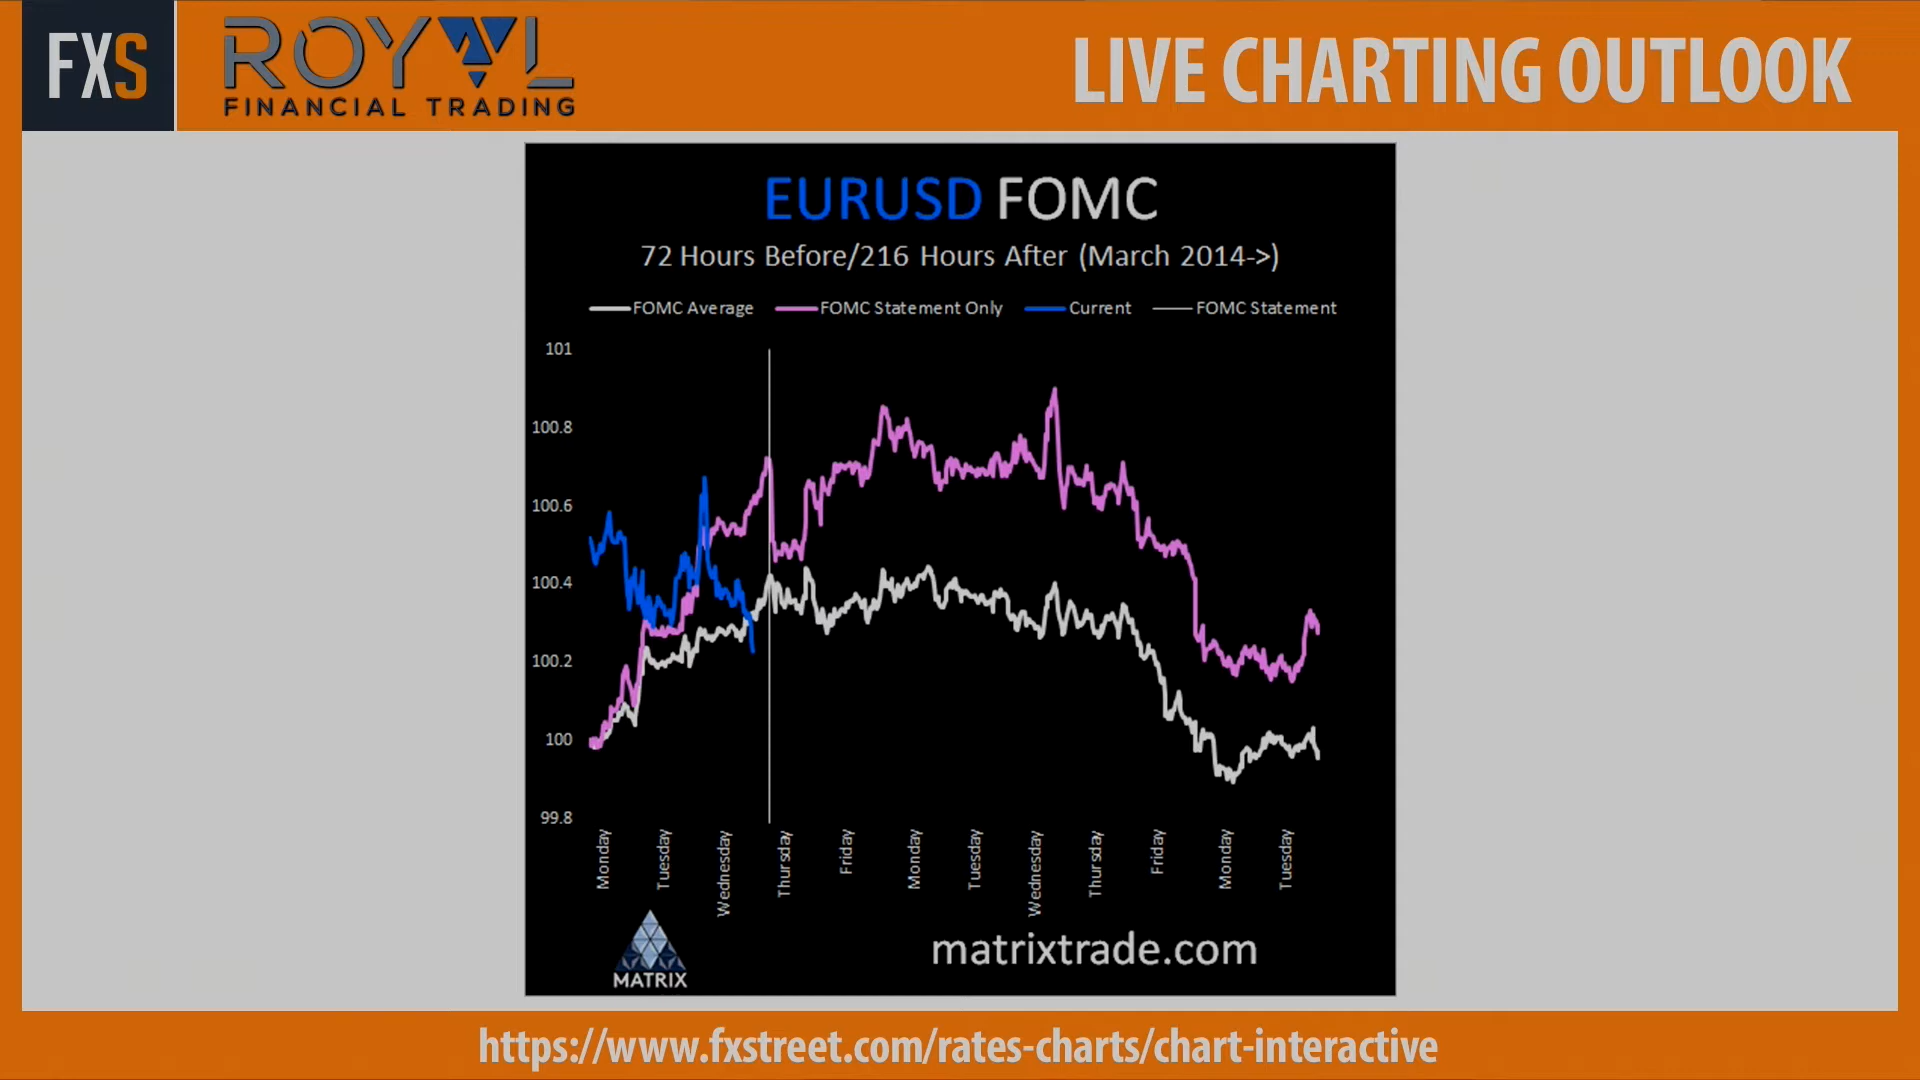 FXS
ROYAL
FINANCIAL TRADING
LIVE CHARTING OUTLOOK
EURUSD FOMC
72 Hours Before/216 Hours After (March 2014->)
FOMC Average FOMC Statement Only Current FOMC Statement
101
100.8
100.6
100.4
100.2
100
99.8
Monday Tuesday Wednesday Thursday Friday Monday Tuesday Wednesday Thursday Friday Monday Tuesday
MATRIX
matrixtrade.com
https://www.fxstreet.com/rates-charts/chart-interactive